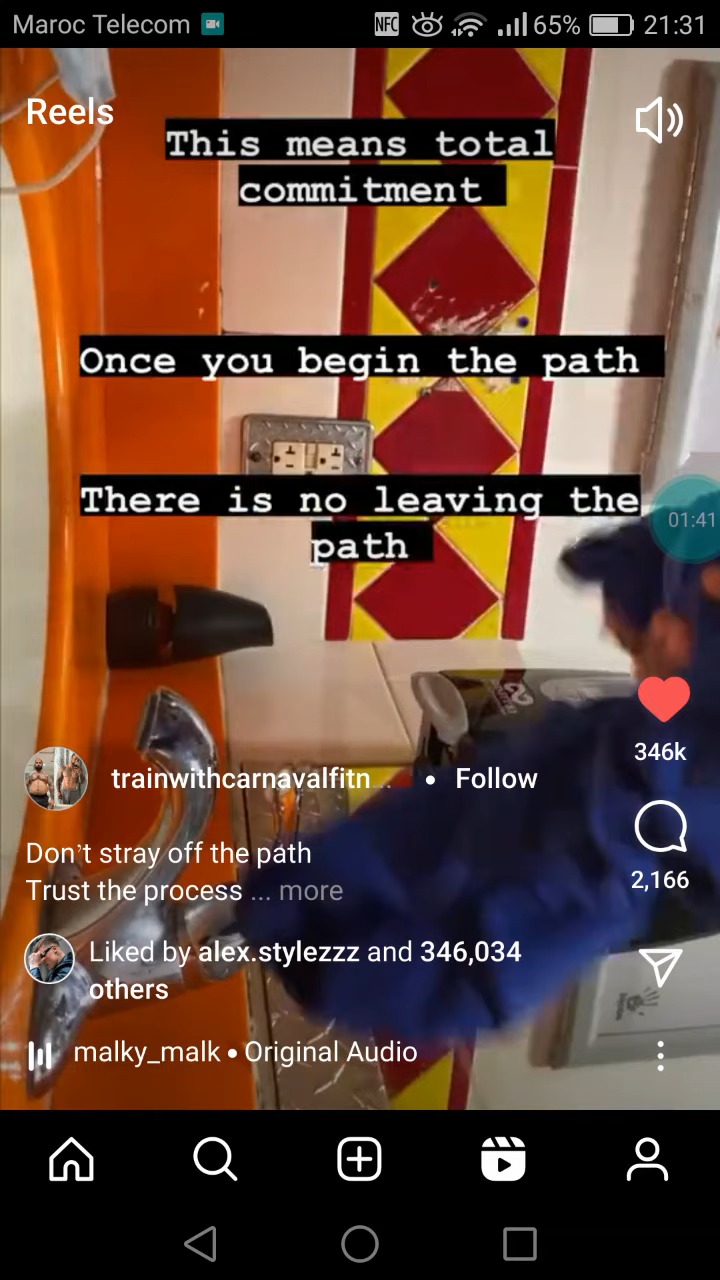 Maroc Telecom NFC 65% 21:31
Reels
This means total
commitment
Once you begin the path
There is no leaving the
path
01:41
346k
trainwithcarnavalfitn... • Follow
2,166
Don't stray off the path
Trust the process ... more
Liked by alex.stylezzz and 346,034
others
malky_malk • Original Audio